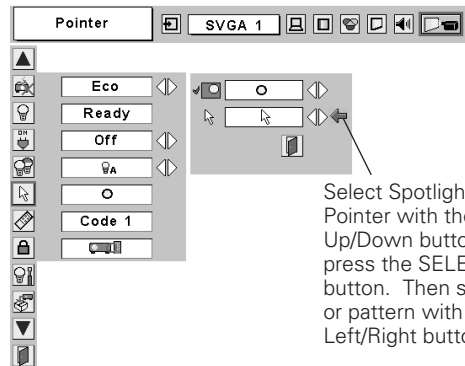 Pointer
SVGA 1
Eco
Ready
ON
Off
A
Code 1
Select Spotligh
Pointer with the
Up/Down butto
press the SELE
button. Then s
or pattern with
Left/Right butto